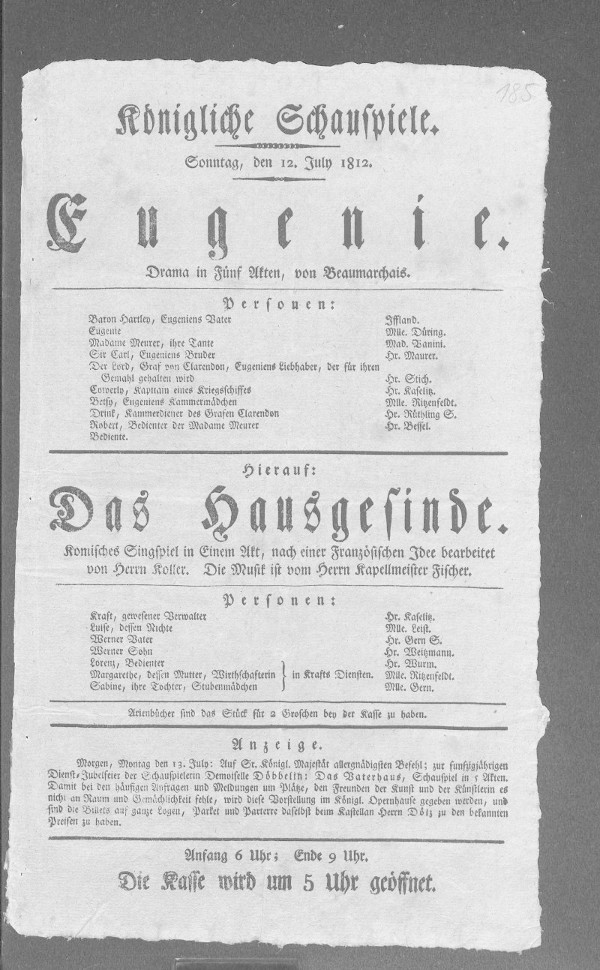 185
Königliche Schauspiele.
Sonntag, den 12. July 1812.
Eugenie.
Drama in Fünf Akten, von Beaumarchais.
Personen:
Baron Hartley, Eugeniens Vater Iffland.
Eugenie Mlle. Düring.
Madame Meurer, ihre Tante Mad. Vanini.
Sir Carl, Eugeniens Bruder Hr. Maurer.
Der Lord, Graf von Clarendon, Eugeniens Liebhaber, der für ihren
Gemahl gehalten wird Hr. Stich.
Cowerly, Kapitain eines Kriegsschiffes Hr. Kaselitz.
Betsy, Eugeniens Kammermädchen Mlle. Ritzenfeldt.
Drink, Kammerdiener des Grafen Clarendon Hr. Rüthling S.
Robert, Bedienter der Madame Meurer Hr. Bessel.
Bediente.
Hierauf:
Das Hausgesinde.
Komisches Singspiel in Einem Akt, nach einer Französischen Idee bearbeitet
von Herrn Koller. Die Musik ist vom Herrn Kapellmeister Fischer.
Personen:
Kraft, gewesener Verwalter Hr. Kaselitz.
Luise, dessen Nichte Mlle. Leist.
Werner Vater Hr. Gern S.
Werner Sohn Hr. Weitzmann.
Lorenz, Bedienter Hr. Wurm.
Margarethe, dessen Mutter, Wirthschafterin } in Krafts Diensten. Mlle. Ritzenfeldt.
Sabine, ihre Tochter, Stubenmädchen Mlle. Gern.
Arienbücher sind das Stück für 2 Groschen bey der Kasse zu haben.
Anzeige.
Morgen, Montag den 13. July: Auf Sr. Königl. Majestät allergnädigsten Befehl; zur funfzigjährigen
Dienst-Jubelfeier der Schauspielerin Demoiselle Döbbelin: Das Vaterhaus, Schauspiel in 5 Akten.
Damit bei den häufigen Anfragen und Meldungen um Plätze, den Freunden der Kunst und der Künstlerin es
nicht an Raum und Gemächlichkeit fehle, wird diese Vorstellung im Königl. Opernhause gegeben werden, und
sind die Billets auf ganze Logen, Parket und Parterre daselbst beim Kastellan Herrn Dölz zu den bekannten
Preisen zu haben.
Anfang 6 Uhr; Ende 9 Uhr.
Die Kasse wird um 5 Uhr geöffnet.